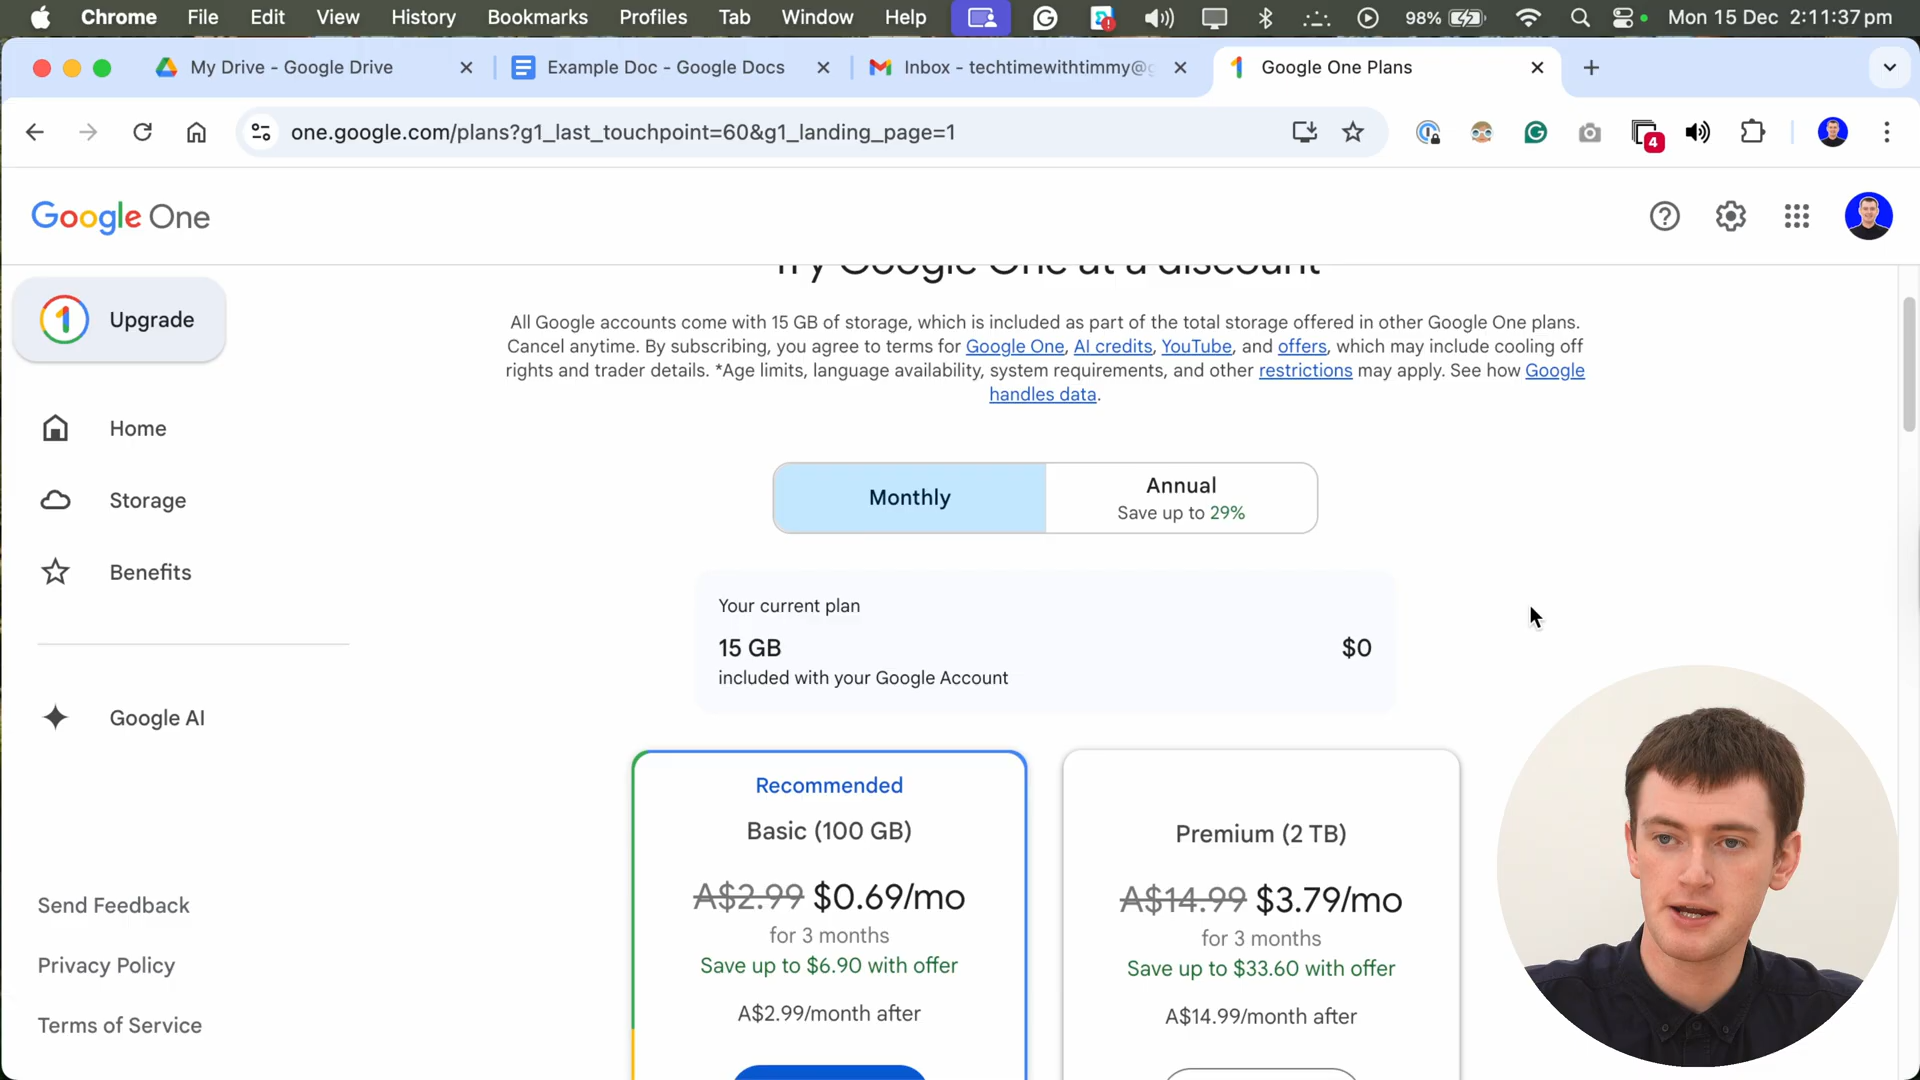 Chrome File Edit View History Bookmarks Profiles Tab Window Help 98% Mon 15 Dec 2:11:37 pm
My Drive - Google Drive Example Doc - Google Docs Inbox - techtimewithtimmy@g Google One Plans
one.google.com/plans?g1_last_touchpoint=60&g1_landing_page=1
4
Google One
Try Google One at a discount
Upgrade
All Google accounts come with 15 GB of storage, which is included as part of the total storage offered in other Google One plans.
Cancel anytime. By subscribing, you agree to terms for Google One, AI credits, YouTube, and offers, which may include cooling off
rights and trader details. *Age limits, language availability, system requirements, and other restrictions may apply. See how Google
handles data.
Home
Storage
Benefits
Google AI
Send Feedback
Privacy Policy
Terms of Service
Monthly
Annual
Save up to 29%
Your current plan
15 GB $0
included with your Google Account
Recommended
Basic (100 GB)
A$2.99 $0.69/mo
for 3 months
Save up to $6.90 with offer
A$2.99/month after
Premium (2 TB)
A$14.99 $3.79/mo
for 3 months
Save up to $33.60 with offer
A$14.99/month after